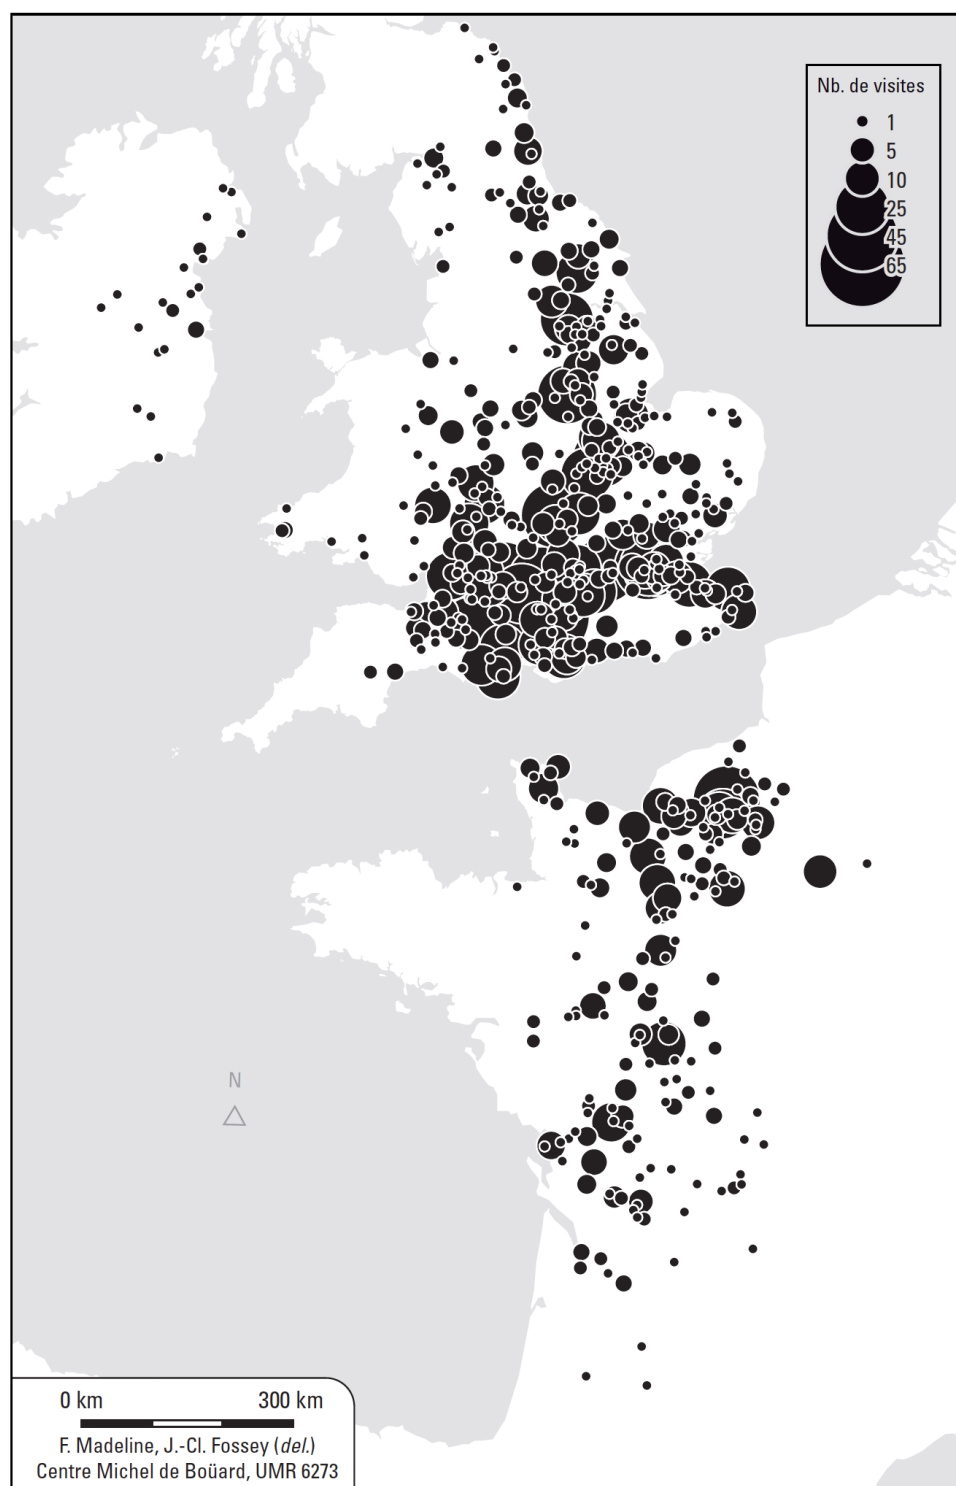 Nb. de visites
1
5
10
25
45
65
N
0 km 300 km
F. Madeline, J.-Cl. Fossey (del.)
Centre Michel de Boüard, UMR 6273